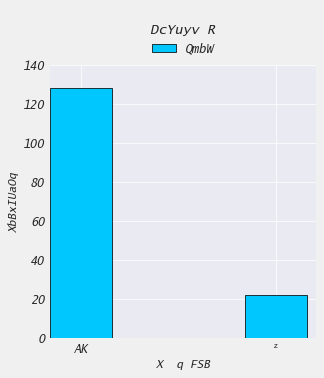 DcYuyv R
QmbW
140
120
100
80
60
40
20
0
XbBxIUaOq
AK
z
X  q FSB